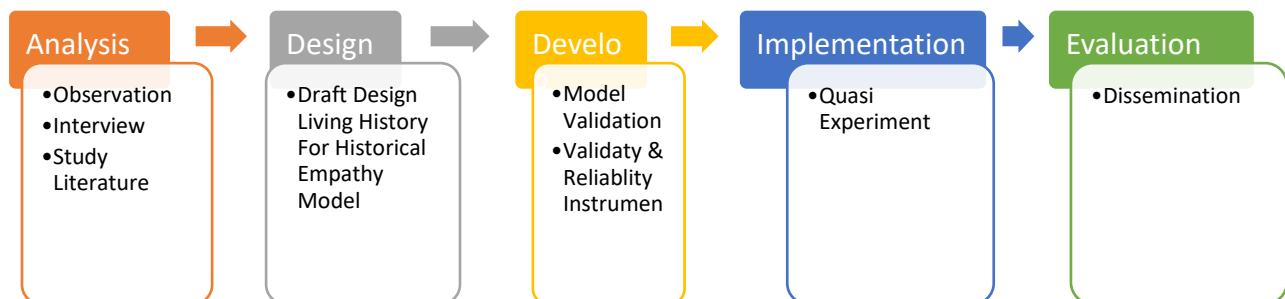 Analysis
•Observation
•Interview
•Study
Literature
Design
•Draft Design
Living History
For Historical
Empathy
Model
Develo
•Model
Validation
•Validaty &
Reliablity
Instrumen
Implementation
•Quasi
Experiment
Evaluation
•Dissemination